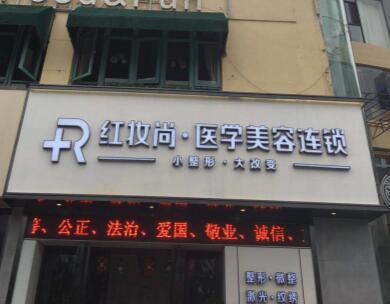 R 红妆尚·医学美容连锁
小整形·大改变
等、公正、法治、爱国、敬业、诚信、
整形·微整
激光·纹绣